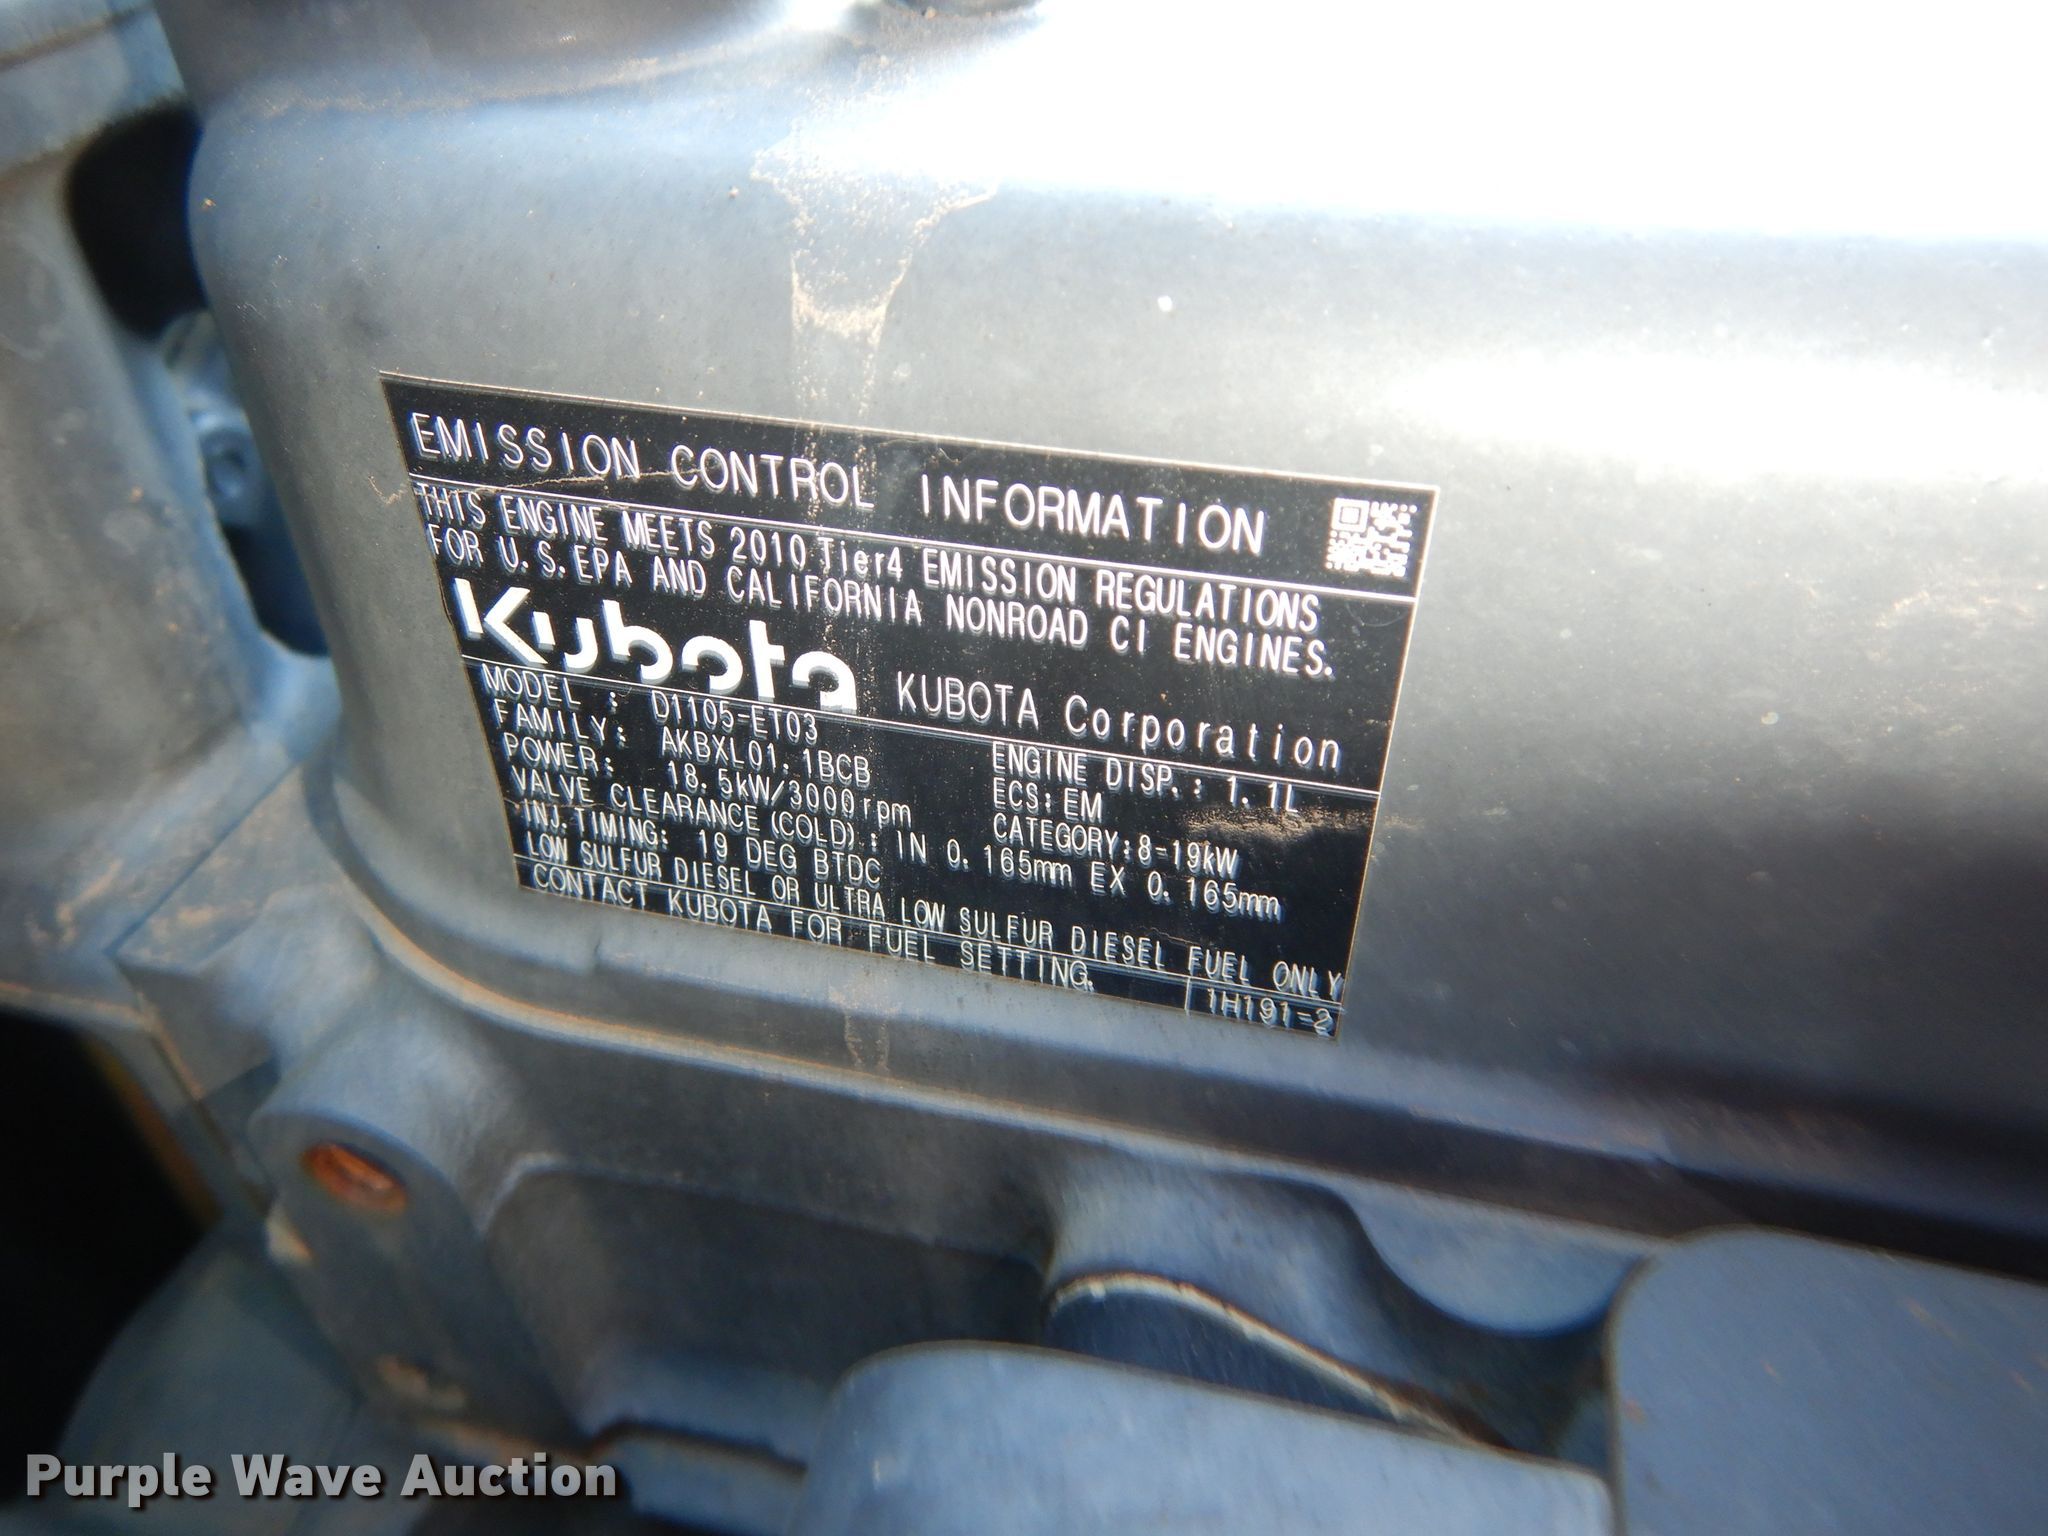 EMISSION CONTROL INFORMATION
THIS ENGINE MEETS 2010 Tier4 EMISSION REGULATIONS
FOR U.S.EPA AND CALIFORNIA NONROAD CI ENGINES.
Kubota KUBOTA Corporation
MODEL : D1105-ET03 ENGINE DISP.: 1.1L
FAMILY: AKBXL01.1BCB ECS:EM
POWER: 18.5kW/3000rpm CATEGORY:8-19kW
VALVE CLEARANCE(COLD): IN 0.165mm EX 0.165mm
INJ.TIMING: 19 DEG BTDC
LOW SULFUR DIESEL OR ULTRA LOW SULFUR DIESEL FUEL ONLY
CONTACT KUBOTA FOR FUEL SETTING. 1H191-2
Purple Wave Auction